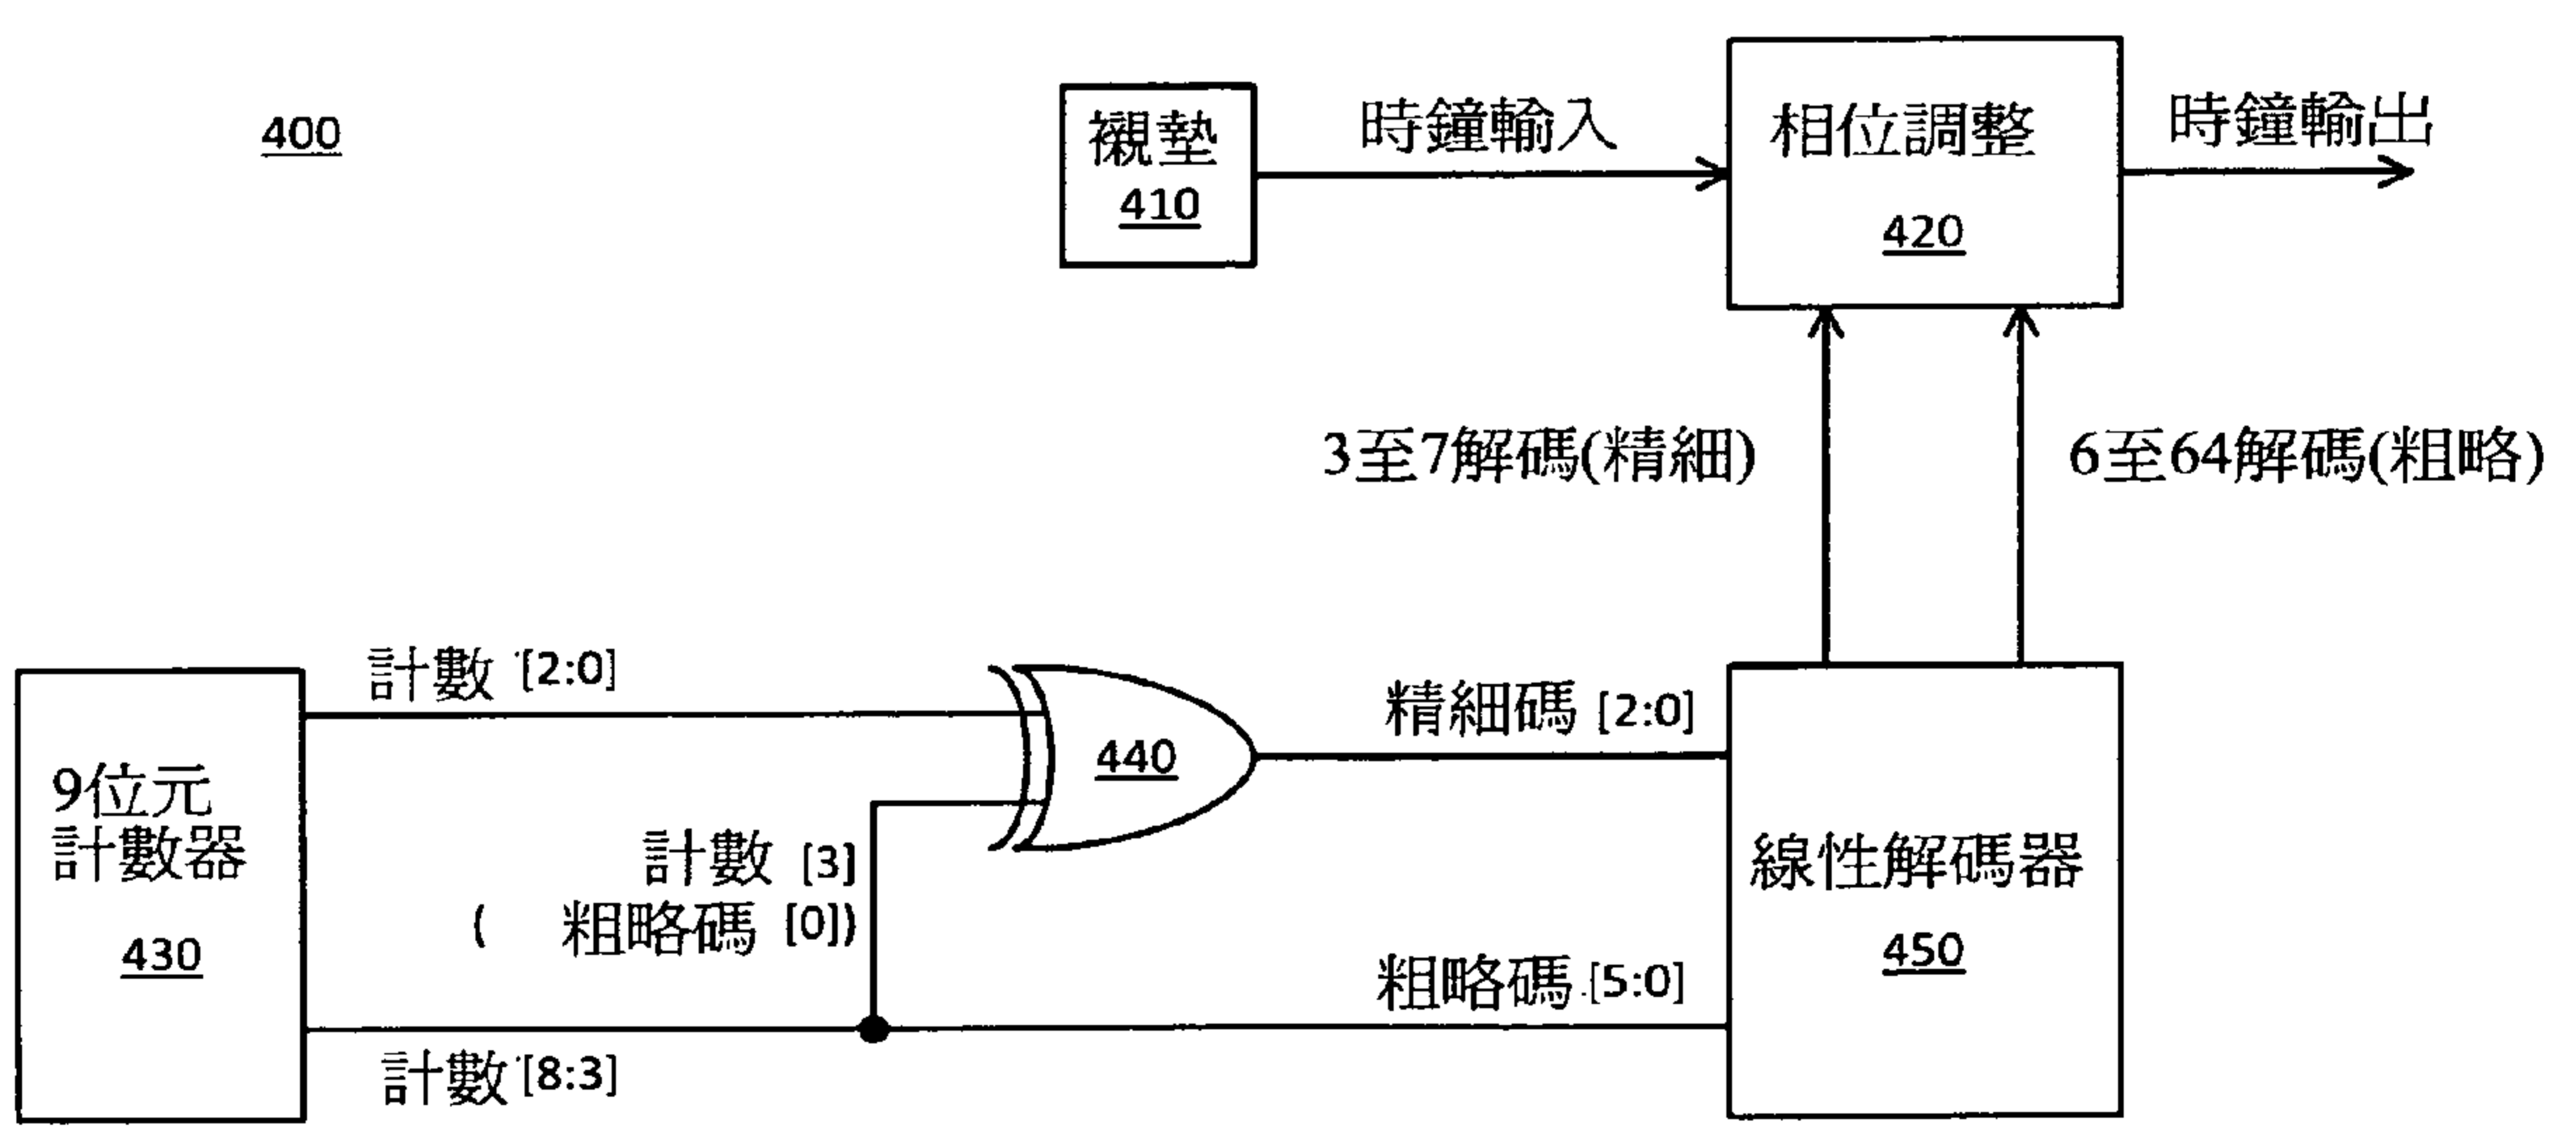 400
襯墊
410
時鐘輸入
相位調整
420
時鐘輸出
3至7解碼(精細)
6至64解碼(粗略)
9位元
計數器
430
計數 [2:0]
計數 [3]
( 粗略碼 [0])
計數 [8:3]
440
精細碼 [2:0]
粗略碼 [5:0]
線性解碼器
450